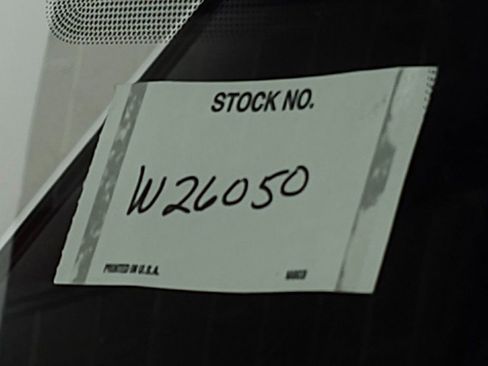 STOCK NO.
W26050
PRINTED IN U.S.A.